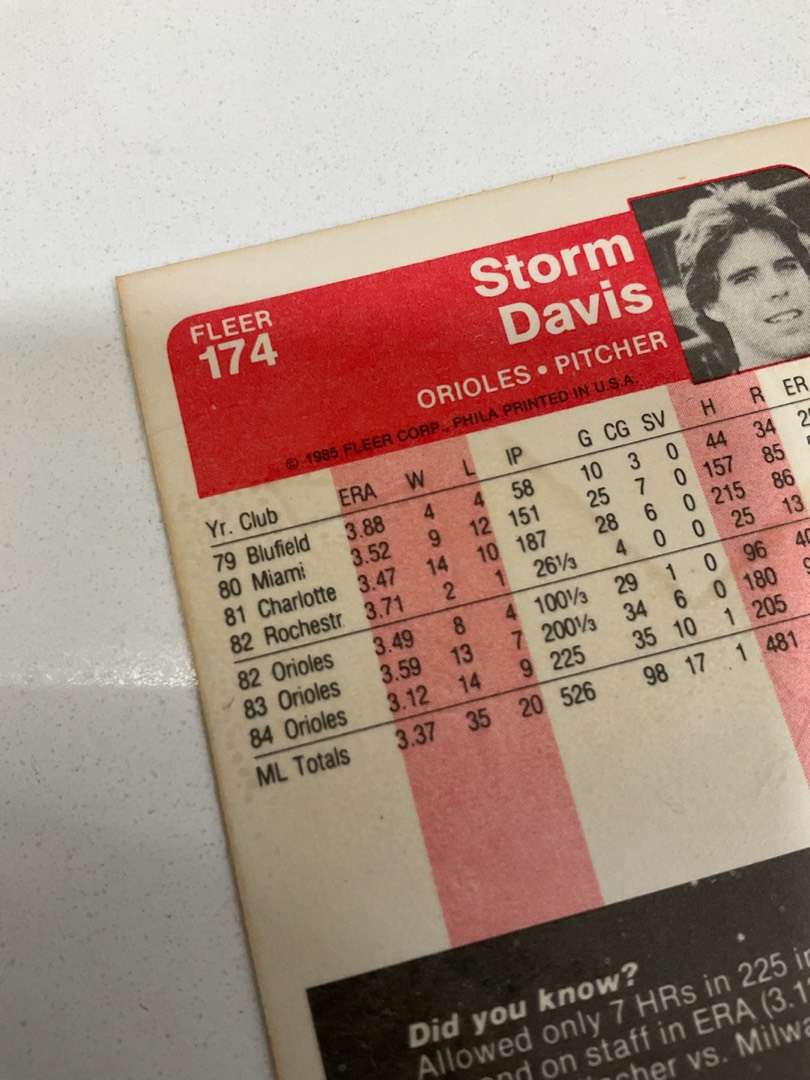 FLEER
174
Storm
Davis
ORIOLES • PITCHER
© 1985 FLEER CORP., PHILA PRINTED IN U.S.A.
Yr. Club ERA W L IP G CG SV H R ER
79 Blufield 3.88 4 4 58 10 3 0 44 34
80 Miami 3.52 9 12 151 25 7 0 157 85
81 Charlotte 3.47 14 10 187 28 6 0 215 86
82 Rochestr 3.71 2 1 26⅓ 4 0 0 25 13
82 Orioles 3.49 8 4 100⅓ 29 1 0 96
83 Orioles 3.59 13 7 200⅓ 34 6 0 180
84 Orioles 3.12 14 9 225 35 10 1 205
ML Totals 3.37 35 20 526 98 17 .1 481
Did you know?
Allowed only 7 HRs in 225
on staff in ERA
vs.